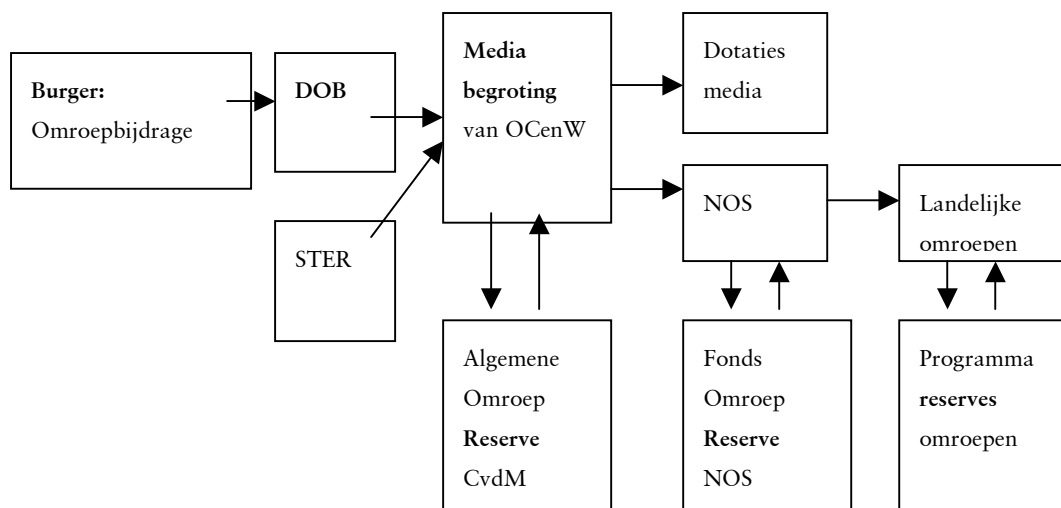 Burger:
Omroepbijdrage
DOB
STER
Media
begroting
van OCenW
Dotaties
media
NOS
Landelijke
omroepen
Algemene
Omroep
Reserve
CvdM
Fonds
Omroep
Reserve
NOS
Programma
reserves
omroepen